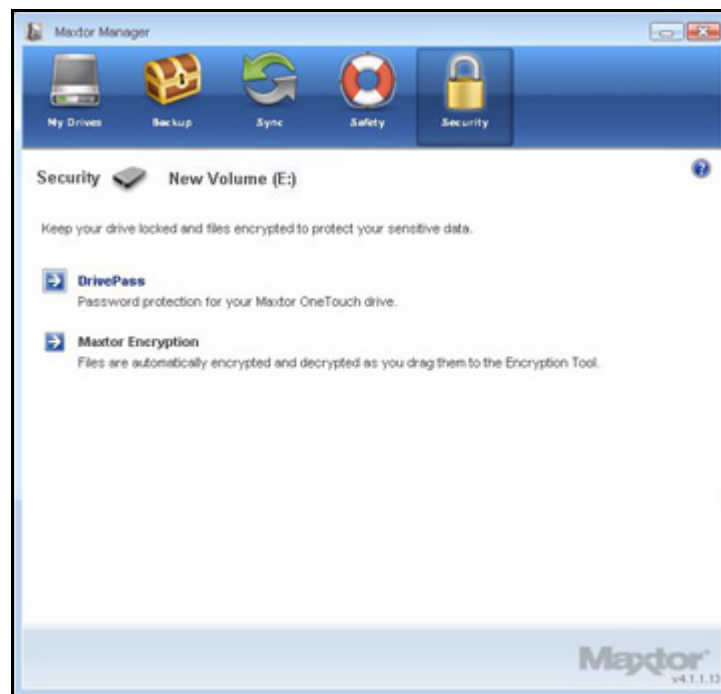 Maxtor Manager
My Drives Backup Sync Safety Security
Security New Volume (E:)
Keep your drive locked and files encrypted to protect your sensitive data.
DrivePass
Password protection for your Maxtor OneTouch drive.
Maxtor Encryption
Files are automatically encrypted and decrypted as you drag them to the Encryption Tool.
Maxtor